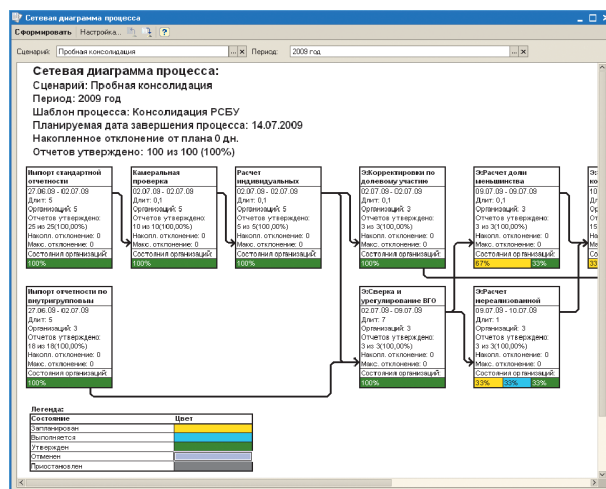 Сетевая диаграмма процесса
Сформировать Настройка... ?
Сценарий: Пробная консолидация ... x Период: 2009 год ... x
Сетевая диаграмма процесса:
Сценарий: Пробная консолидация
Период: 2009 год
Шаблон процесса: Консолидация РСБУ
Планируемая дата завершения процесса: 14.07.2009
Накопленное отклонение от плана 0 дн.
Отчетов утверждено: 100 из 100 (100%)
Импорт стандартной
отчетности
27.06.09 - 02.07.09
Длит: 5
Организаций: 5
Отчетов утверждено:
25 из 25(100,00%)
Накопл. отклонение: 0
Макс. отклонение: 0
Состояния организаций:
100%
Камеральная
проверка
02.07.09 - 02.07.09
Длит: 0,1
Организаций: 5
Отчетов утверждено:
10 из 10(100,00%)
Накопл. отклонение: 0
Макс. отклонение: 0
Состояния организаций:
100%
Расчет
индивидуальных
02.07.09 - 02.07.09
Длит: 0,1
Организаций: 5
Отчетов утверждено:
5 из 5(100,00%)
Накопл. отклонение: 0
Макс. отклонение: 0
Состояния организаций:
100%
Э:Корректировки по
долевому участию
02.07.09 - 02.07.09
Длит: 0,1
Организаций: 3
Отчетов утверждено:
3 из 3(100,00%)
Накопл. отклонение: 0
Макс. отклонение: 0
Состояния организаций:
100%
Э:Расчет доли
меньшинства
09.07.09 - 09.07.09
Длит: 0,1
Организаций: 3
Отчетов утверждено:
3 из 3(100,00%)
Накопл. отклонение: 0
Макс. отклонение: 0
Состояния организаций:
67% 33%
33
Импорт отчетности по
внутригрупповым
27.06.09 - 02.07.09
Длит: 5
Организаций: 3
Отчетов утверждено:
18 из 18(100,00%)
Накопл. отклонение: 0
Макс. отклонение: 0
Состояния организаций:
100%
Э:Сверка и
урегулирование ВГО
02.07.09 - 09.07.09
Длит: 7
Организаций: 3
Отчетов утверждено:
3 из 3(100,00%)
Накопл. отклонение: 0
Макс. отклонение: 0
Состояния организаций:
100%
Э:Расчет
нереализованной
09.07.09 - 10.07.09
Длит: 1
Организаций: 3
Отчетов утверждено:
3 из 3(100,00%)
Накопл. отклонение: 0
Макс. отклонение: 0
Состояния организаций:
33% 33% 33%
Легенда:
Состояние Цвет
Запланирован
Выполняется
Утвержден
Отменен
Приостановлен